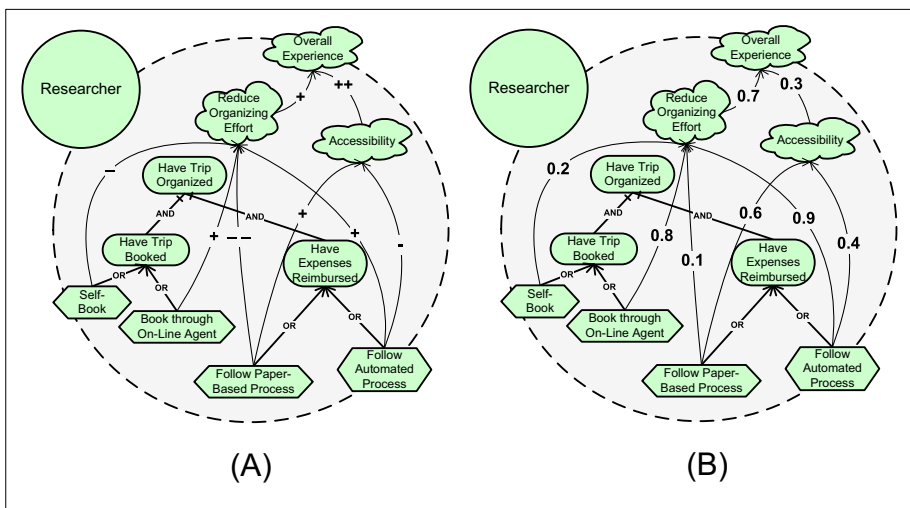 Researcher
Overall
Experience
+
++
Reduce
Organizing
Effort
Accessibility
–
Have Trip
Organized
AND
AND
+
– –
+
+
-
Have Trip
Booked
Have
Expenses
Reimbursed
OR
OR
Self-
Book
Book through
On-Line Agent
OR
OR
Follow Paper-
Based Process
Follow
Automated
Process
(A)
Researcher
Overall
Experience
0.7
0.3
Reduce
Organizing
Effort
Accessibility
0.2
Have Trip
Organized
AND
AND
0.8
0.1
0.6
0.9
0.4
Have Trip
Booked
Have
Expenses
Reimbursed
OR
OR
Self-
Book
Book through
On-Line Agent
OR
OR
Follow Paper-
Based Process
Follow
Automated
Process
(B)